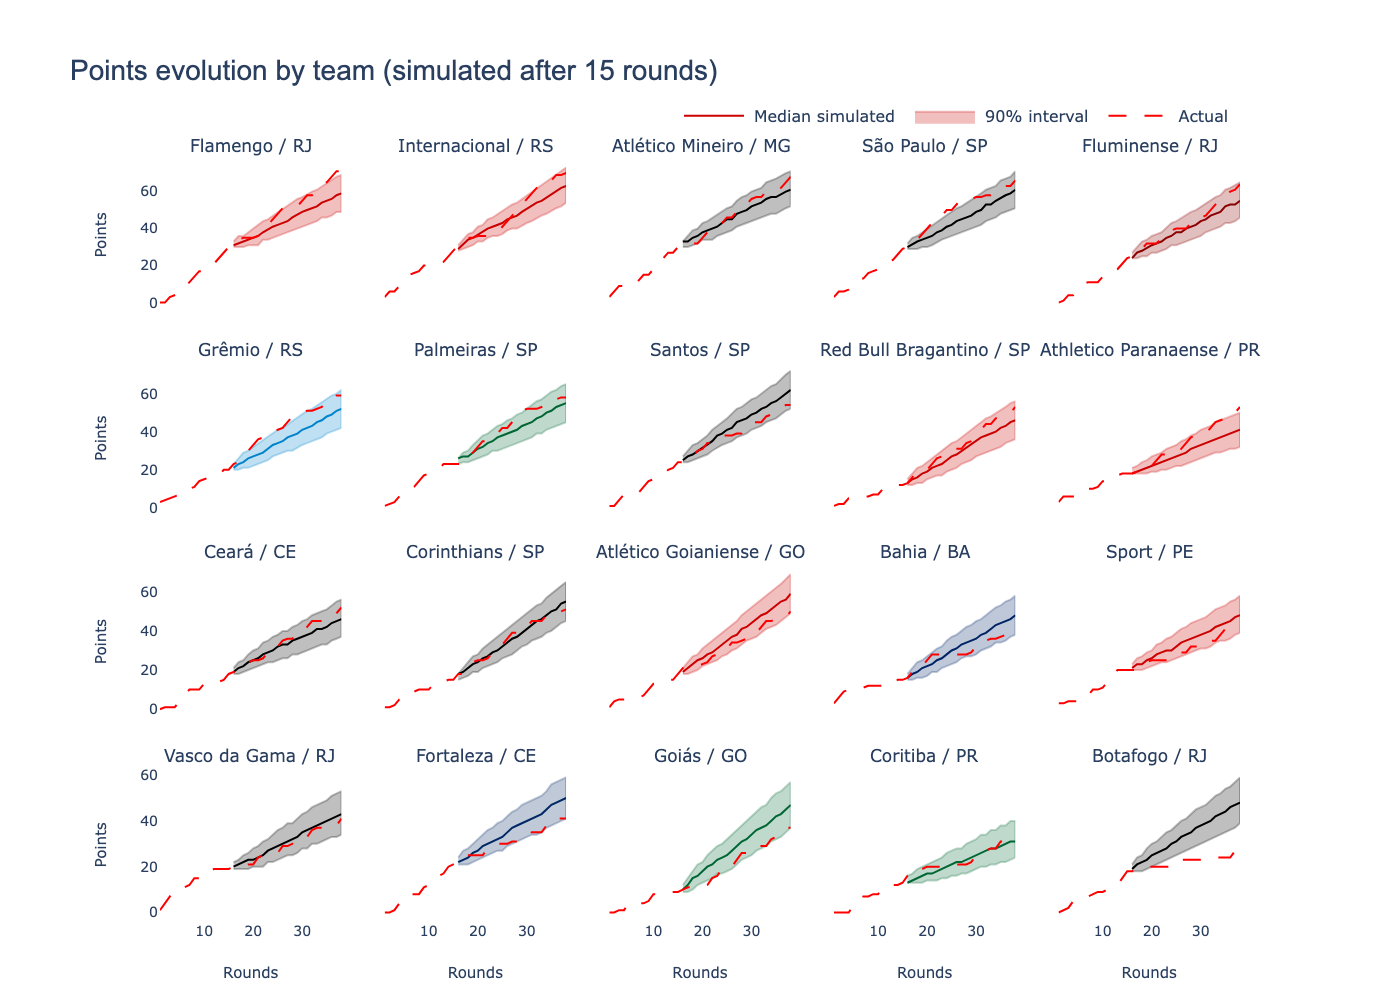 Points evolution by team (simulated after 15 rounds)
Median simulated 90% interval Actual
Flamengo / RJ Internacional / RS Atlético Mineiro / MG São Paulo / SP Fluminense / RJ
60
40
20
0
Points
Grêmio / RS Palmeiras / SP Santos / SP Red Bull Bragantino / SP Athletico Paranaense / PR
60
40
20
0
Points
Ceará / CE Corinthians / SP Atlético Goianiense / GO Bahia / BA Sport / PE
60
40
20
0
Points
Vasco da Gama / RJ Fortaleza / CE Goiás / GO Coritiba / PR Botafogo / RJ
60
40
20
0
Points
10 20 30 10 20 30 10 20 30 10 20 30 10 20 30
Rounds Rounds Rounds Rounds Rounds